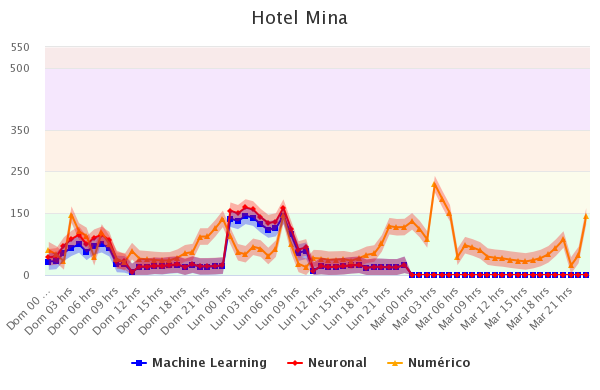 Hotel Mina
550
500
350
250
150
0
Dom 00 ...
Dom 03 hrs
Dom 06 hrs
Dom 09 hrs
Dom 12 hrs
Dom 15 hrs
Dom 18 hrs
Dom 21 hrs
Lun 00 hrs
Lun 03 hrs
Lun 06 hrs
Lun 09 hrs
Lun 12 hrs
Lun 15 hrs
Lun 18 hrs
Lun 21 hrs
Mar 00 hrs
Mar 03 hrs
Mar 06 hrs
Mar 09 hrs
Mar 12 hrs
Mar 15 hrs
Mar 18 hrs
Mar 21 hrs
Machine Learning Neuronal Numérico